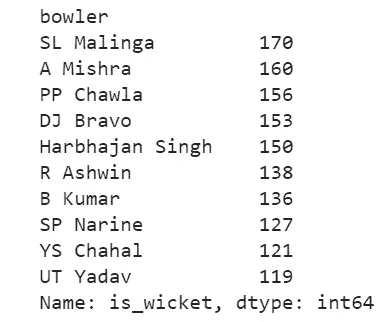 bowler
SL Malinga 170
A Mishra 160
PP Chawla 156
DJ Bravo 153
Harbhajan Singh 150
R Ashwin 138
B Kumar 136
SP Narine 127
YS Chahal 121
UT Yadav 119
Name: is_wicket, dtype: int64